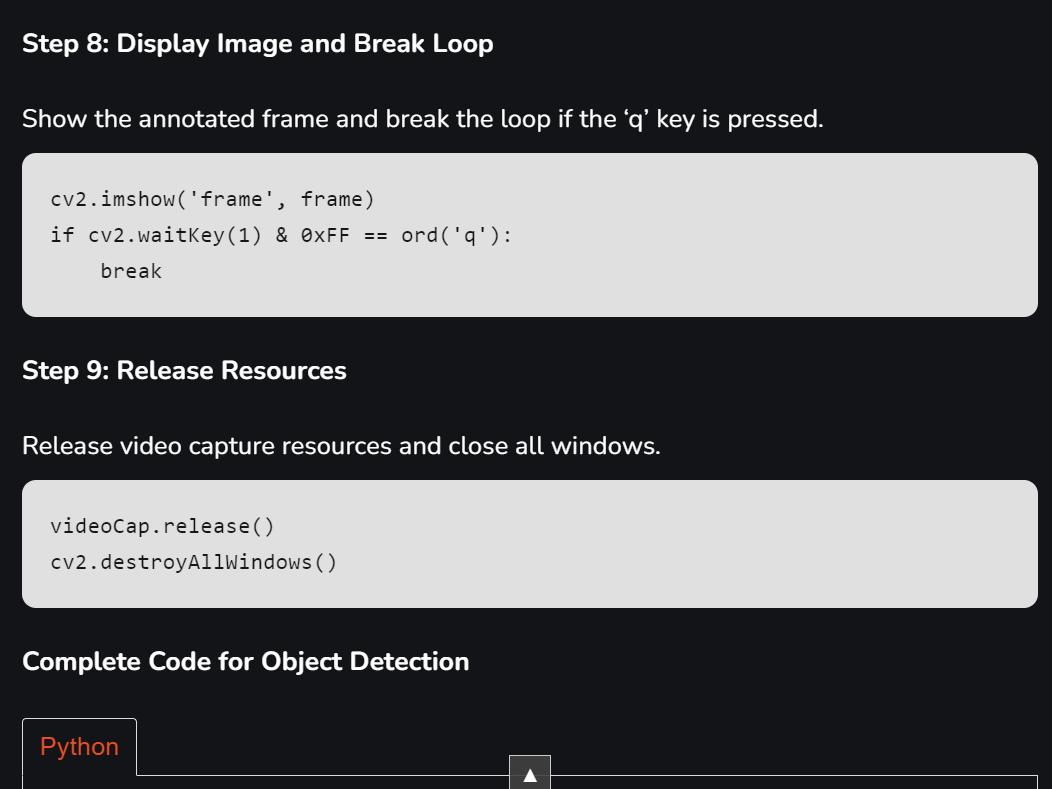 Step 8: Display Image and Break Loop
Show the annotated frame and break the loop if the ‘q’ key is pressed.
cv2.imshow('frame', frame)
if cv2.waitKey(1) & 0xFF == ord('q'):
    break
Step 9: Release Resources
Release video capture resources and close all windows.
videoCap.release()
cv2.destroyAllWindows()
Complete Code for Object Detection
Python
▲